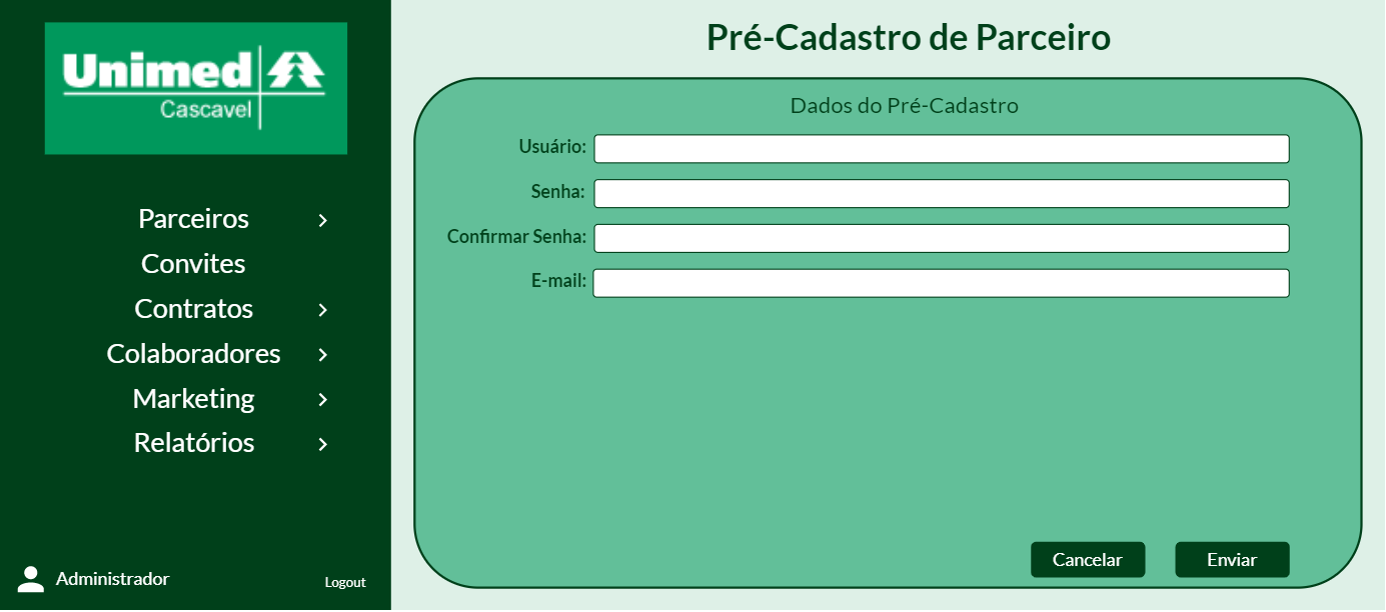 Unimed
Cascavel
Parceiros
Convites
Contratos
Colaboradores
Marketing
Relatórios
Administrador
Logout
Pré-Cadastro de Parceiro
Dados do Pré-Cadastro
Usuário:
Senha:
Confirmar Senha:
E-mail:
Cancelar
Enviar